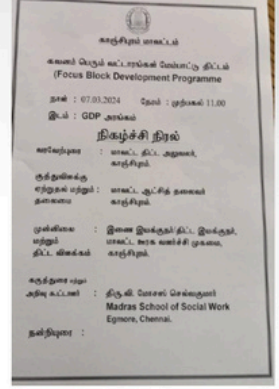 காஞ்சிபுரம் மாவட்டம்
கவனம் பெரும் வட்டாரங்கள் மேம்பாட்டு திட்டம்
(Focus Block Development Programme
நாள் : 07.03.2024 நேரம் : முற்பகல் 11.00
இடம் : GDP அரங்கம்
நிகழ்ச்சி நிரல்
வரவேற்புரை : மாவட்ட திட்ட அலுவலர்,
காஞ்சிபுரம்.
குத்துவிளக்கு
ஏற்றுதல் மற்றும் : மாவட்ட ஆட்சித் தலைவர்
தலைமை காஞ்சிபுரம்.
முன்னிலை : இணை இயக்குநர்/திட்ட இயக்குநர்,
மற்றும் மாவட்ட ஊரக வளர்ச்சி முகமை,
திட்ட விளக்கம் காஞ்சிபுரம்.
கருத்துரை மற்றும்
அறிவு ஊட்டுனர் : திரு.வி. மோசஸ் செல்வகுமார்
Madras School of Social Work
Egmore, Chennai.
நன்றியுரை :